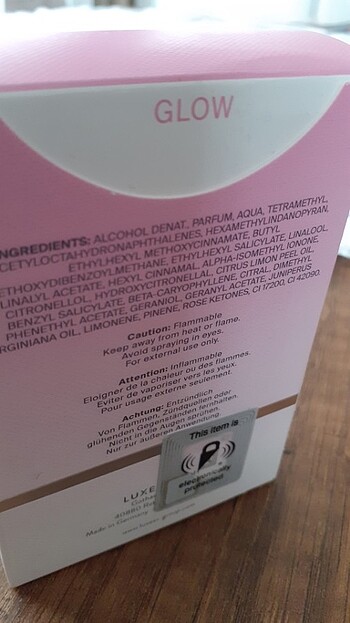 GLOW
INGREDIENTS: ALCOHOL DENAT., PARFUM, AQUA, TETRAMETHYL,
CETYLOCTAHYDRONAPHTHALENES, HEXAMETHYLINDANOPYRAN,
ETHYLHEXYL METHOXYCINNAMATE, BUTYL
ETHOXYDIBENZOYLMETHANE, ETHYLHEXYL SALICYLATE, LINALOOL,
LINALYL ACETATE, HEXYL CINNAMAL, ALPHA-ISOMETHYL IONONE,
CITRONELLOL, HYDROXYCITRONELLAL, CITRUS LIMON PEEL OIL,
BENZYL SALICYLATE, BETA-CARYOPHYLLENE, CITRAL, DIMETHYL
PHENETHYL ACETATE, GERANIOL, GERANYL ACETATE, JUNIPERUS
RGINIANA OIL, LIMONENE, PINENE, ROSE KETONES, CI 17200, CI 42090.
Caution: Flammable
Keep away from heat or flame.
Avoid spraying in eyes.
For external use only.
Attention: Inflammable
Eloigner de la chaleur ou des flammes.
Eviter de vaporiser vers les yeux.
Pour usage externe seulement.
Achtung: Entzündlich
Von Flammen, Zündquellen oder
glühenden Gegenständen fernhalten.
Nicht in die Augen sprühen.
Nur zur äußeren Anwendung.
This item is
electronically
protected
LUXE
40880 Ra
Made in Germany